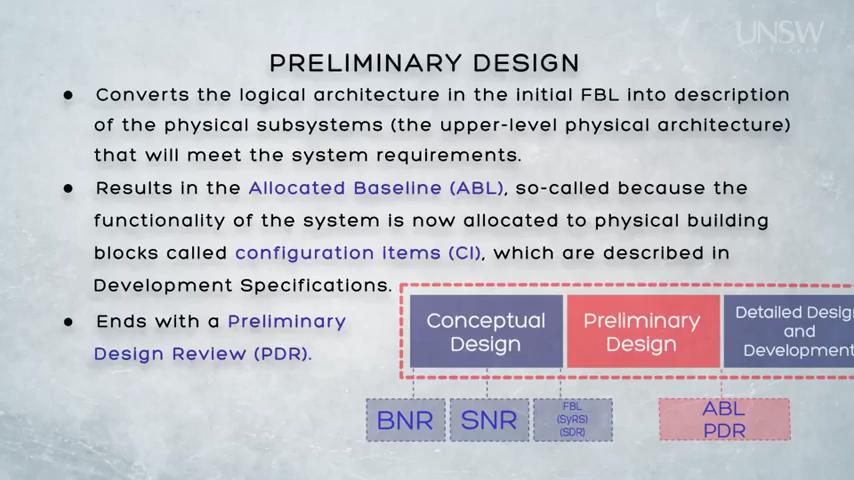 UNSW
PRELIMINARY DESIGN
• Converts the logical architecture in the initial FBL into description
of the physical subsystems (the upper-level physical architecture)
that will meet the system requirements.
• Results in the Allocated Baseline (ABL), so-called because the
functionality of the system is now allocated to physical building
blocks called configuration items (CI), which are described in
Development Specifications.
• Ends with a Preliminary
Design Review (PDR).
Conceptual
Design
Preliminary
Design
Detailed Design
and
Development
BNR
SNR
FBL
(SyRS)
(SDR)
ABL
PDR